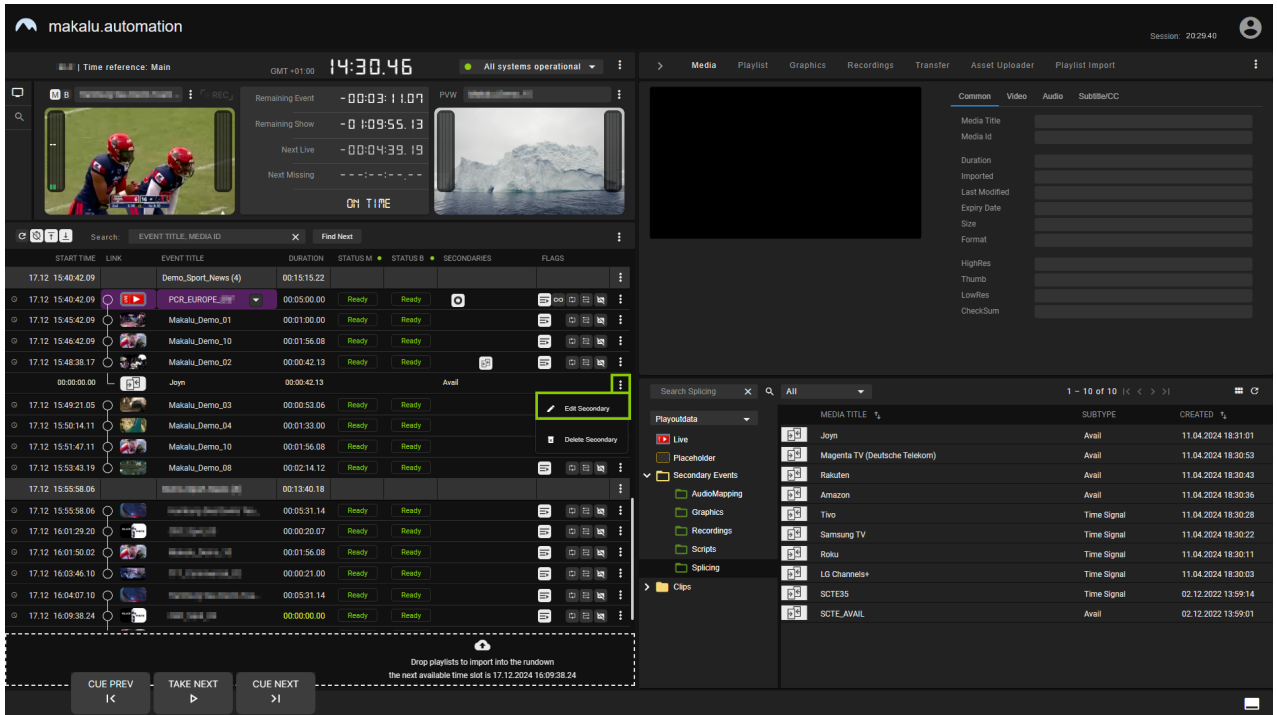 makalu.automation
Session: 20:29.40
| Time reference: Main
GMT +01:00 14:30.46
All systems operational
Media Playlist Graphics Recordings Transfer Asset Uploader Playlist Import
M B
REC
Remaining Event -00:03:11.07
Remaining Show -01:09:55.13
Next Live -00:04:39.19
Next Missing ---:--:--.--
ON TIME
PVW
Common Video Audio Subtitle/CC
Media Title
Media Id
Duration
Imported
Last Modified
Expiry Date
Size
Format
HighRes
Thumb
LowRes
CheckSum
Search: EVENT TITLE, MEDIA ID X Find Next
START TIME LINK EVENT TITLE DURATION STATUS M STATUS B SECONDARIES FLAGS
17.12 15:40:42.09 Demo_Sport_News (4) 00:15:15.22
17.12 15:40:42.09 PCR_EUROPE_ 00:05:00.00 Ready Ready
17.12 15:45:42.09 Makalu_Demo_01 00:01:00.00 Ready Ready
17.12 15:46:42.09 Makalu_Demo_10 00:01:56.08 Ready Ready
17.12 15:48:38.17 Makalu_Demo_02 00:00:42.13 Ready Ready
00:00:00.00 Joyn 00:00:42.13 Avail
17.12 15:49:21.05 Makalu_Demo_03 00:00:53.06 Ready Ready
Edit Secondary
17.12 15:50:14.11 Makalu_Demo_04 00:01:33.00 Ready Ready
17.12 15:51:47.11 Makalu_Demo_10 00:01:56.08 Ready Ready
Delete Secondary
17.12 15:53:43.19 Makalu_Demo_08 00:02:14.12 Ready Ready
17.12 15:55:58.06 00:13:40.18
17.12 15:55:58.06 00:05:31.14 Ready Ready
17.12 16:01:29.20 00:00:20.07 Ready Ready
17.12 16:01:50.02 00:01:56.08 Ready Ready
17.12 16:03:46.10 00:00:21.00 Ready Ready
17.12 16:04:07.10 00:05:31.14 Ready Ready
17.12 16:09:38.24 00:00:00.00 Ready Ready
Drop playlists to import into the rundown
the next available time slot is 17.12.2024 16:09:38.24
CUE PREV TAKE NEXT CUE NEXT
Search Splicing X All 1 – 10 of 10
Playoutdata
Live
Placeholder
Secondary Events
AudioMapping
Graphics
Recordings
Scripts
Splicing
Clips
MEDIA TITLE SUBTYPE CREATED
Joyn Avail 11.04.2024 18:31:01
Magenta TV (Deutsche Telekom) Avail 11.04.2024 18:30:53
Rakuten Avail 11.04.2024 18:30:43
Amazon Avail 11.04.2024 18:30:36
Tivo Time Signal 11.04.2024 18:30:28
Samsung TV Time Signal 11.04.2024 18:30:22
Roku Time Signal 11.04.2024 18:30:11
LG Channels+ Time Signal 11.04.2024 18:30:03
SCTE35 Time Signal 02.12.2022 13:59:14
SCTE_AVAIL Avail 02.12.2022 13:59:01